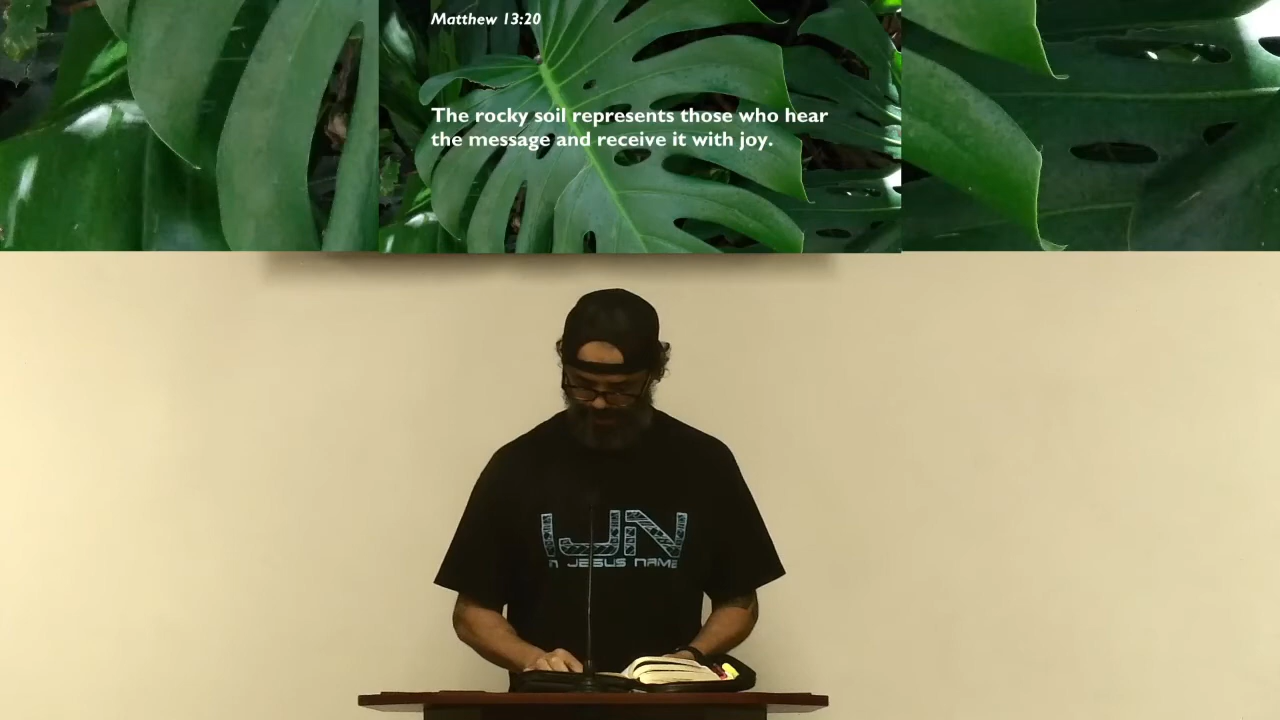 Matthew 13:20
The rocky soil represents those who hear
the message and receive it with joy.
IJN
IN JESUS NAME